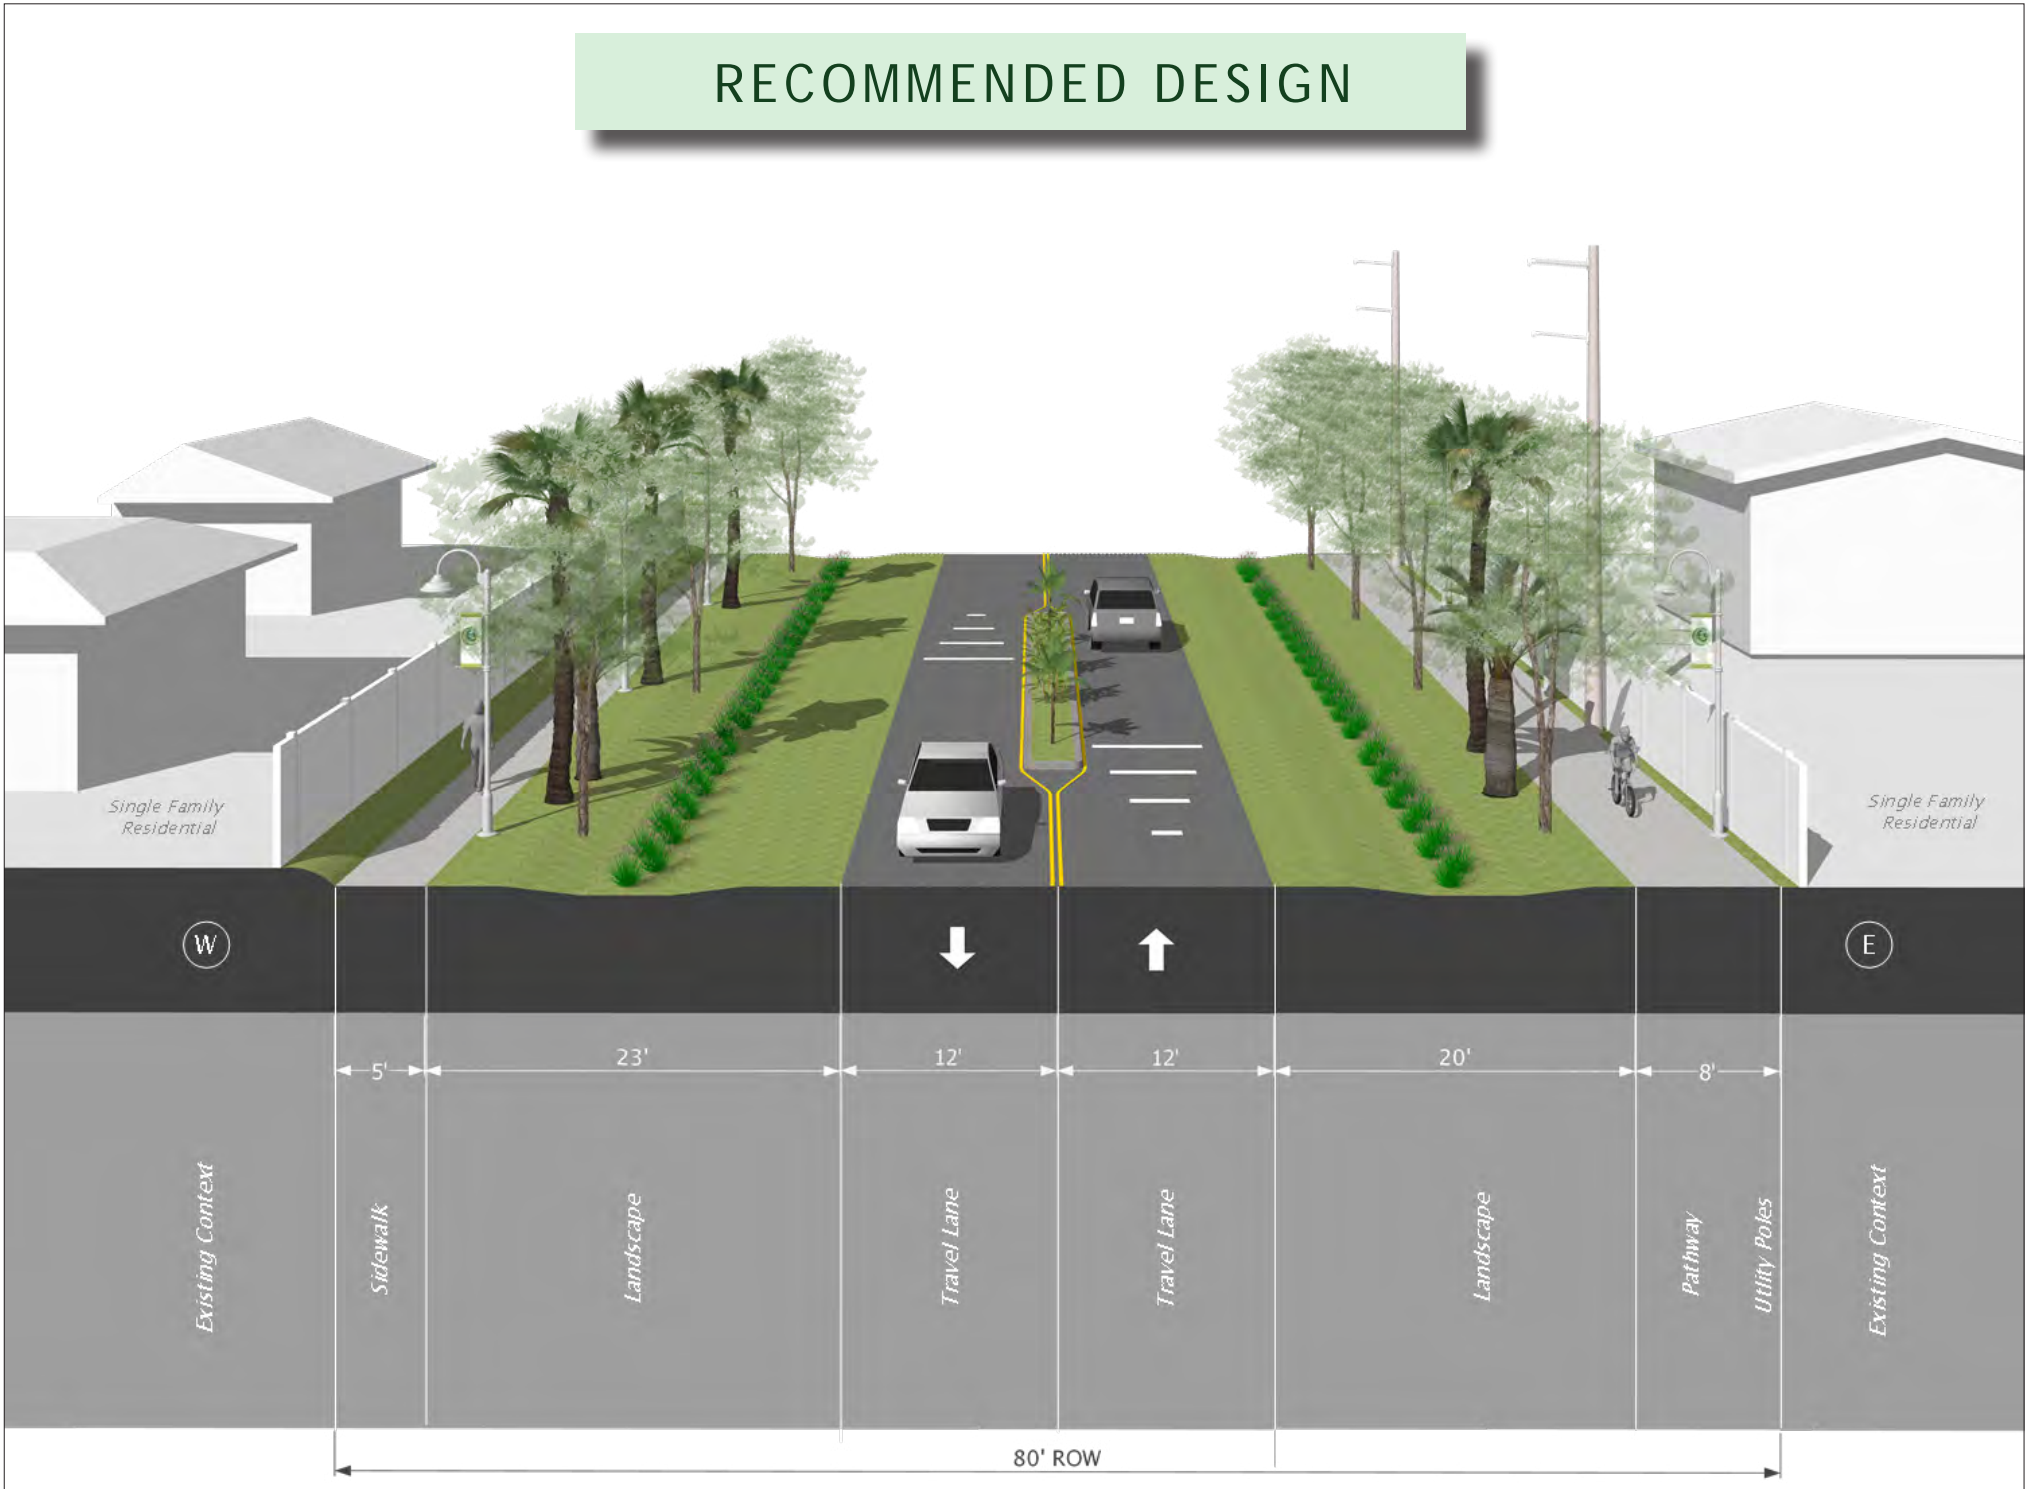 RECOMMENDED DESIGN
Single Family
Residential
Single Family
Residential
W
E
5'
23'
12'
12'
20'
8'
Existing Context
Sidewalk
Landscape
Travel Lane
Travel Lane
Landscape
Pathway
Utility Poles
Existing Context
80' ROW